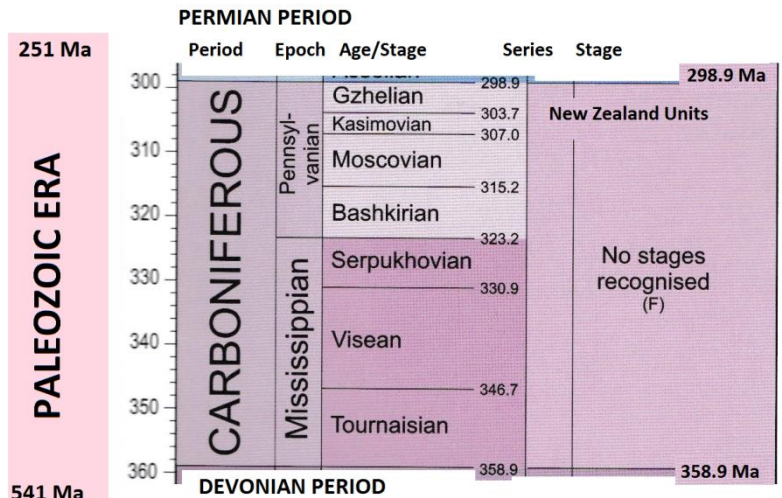 PERMIAN PERIOD
251 Ma
Period Epoch Age/Stage Series Stage
298.9 Ma
300
298.9
Gzhelian
303.7
Kasimovian
307.0
New Zealand Units
310
Moscovian
315.2
320
Bashkirian
323.2
Pennsyl-
vanian
Serpukhovian
330
330.9
No stages
recognised
(F)
340
Visean
346.7
350
Tournaisian
Mississippian
CARBONIFEROUS
PALEOZOIC ERA
360
358.9
358.9 Ma
541 Ma
DEVONIAN PERIOD